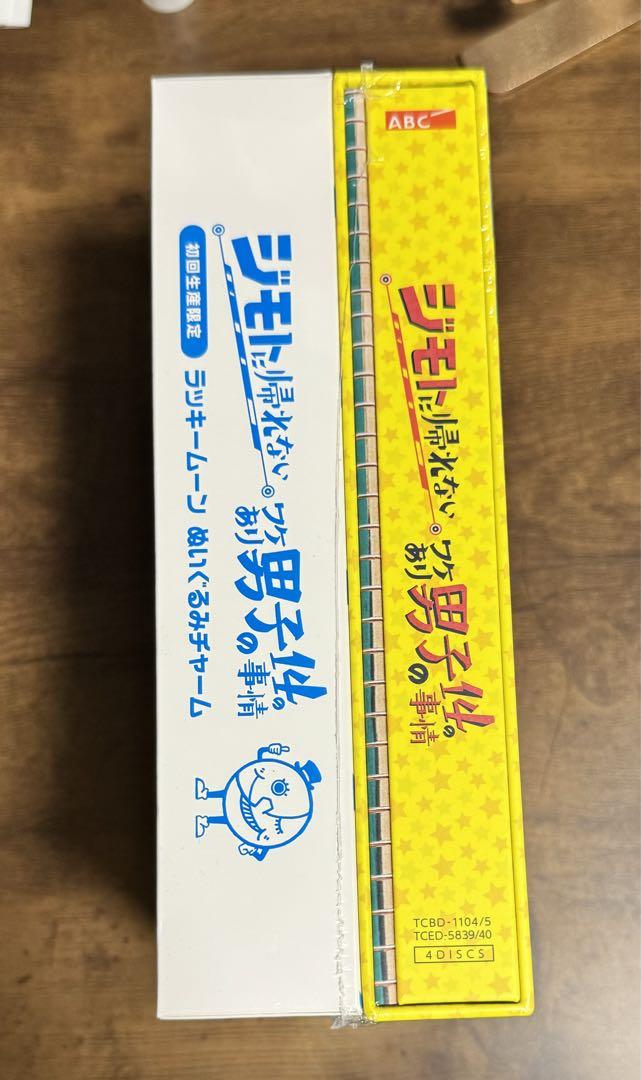 ジモトに帰れない
ワケあり男子の
14の事情
初回生産限定
ラッキームーン ぬいぐるみチャーム
ABC
ジモトに帰れない
ワケあり男子の
14の事情
TCBD-1104/5
TCED-5839/40
4DISCS